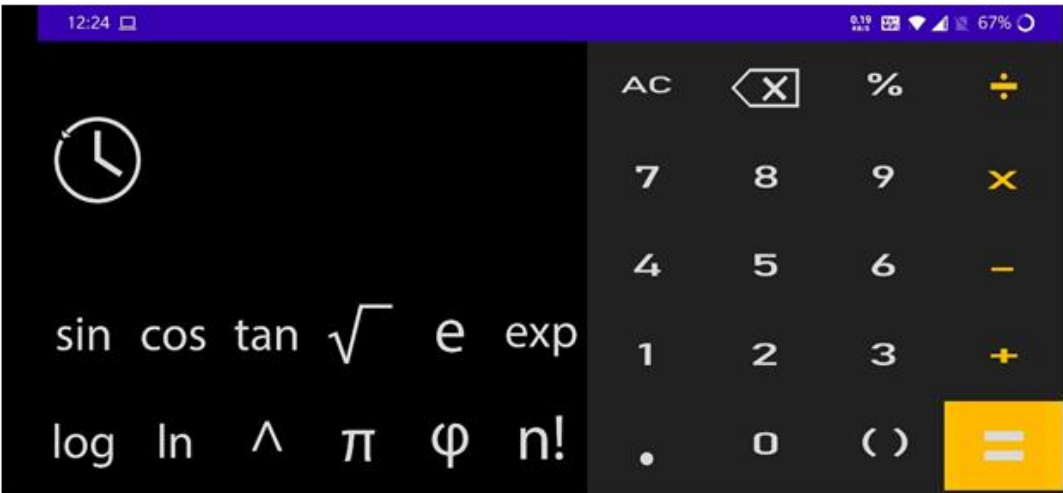 12:24 0.19 KB/S 67%
AC % ÷
7 8 9 ×
4 5 6 −
sin cos tan √ e exp 1 2 3 +
log ln ^ π φ n! . 0 ( ) =